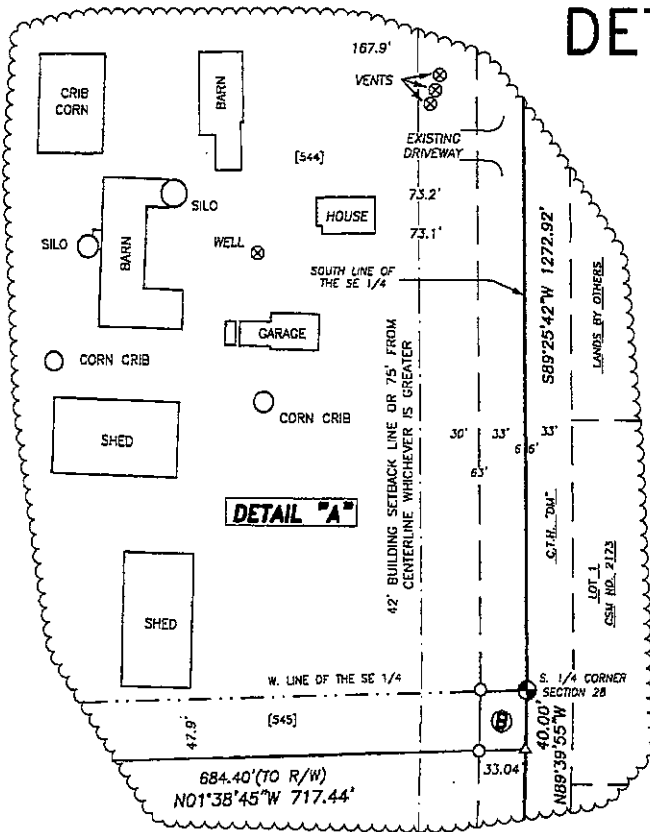 DET
167.9'
VENTS
CRIB
CORN
BARN
EXISTING
DRIVEWAY
[544]
SILO
HOUSE
73.2'
SILO
BARN
WELL
73.1'
SOUTH LINE OF
THE SE 1/4
S89°25'42"W 1272.92'
LANDS BY OTHERS
GARAGE
CORN CRIB
CORN CRIB
42' BUILDING SETBACK LINE OR 75' FROM
CENTERLINE WHICHEVER IS GREATER
SHED
30'
33'
33'
66'
63'
DETAIL "A"
C.T.H. "DM"
LOT 1
CSM NO. 2173
SHED
W. LINE OF THE SE 1/4
S. 1/4 CORNER
SECTION 28
47.9'
[545]
40.00'
N89°39'55"W
684.40'(TO R/W)
N01°38'45"W 717.44'
33.04'